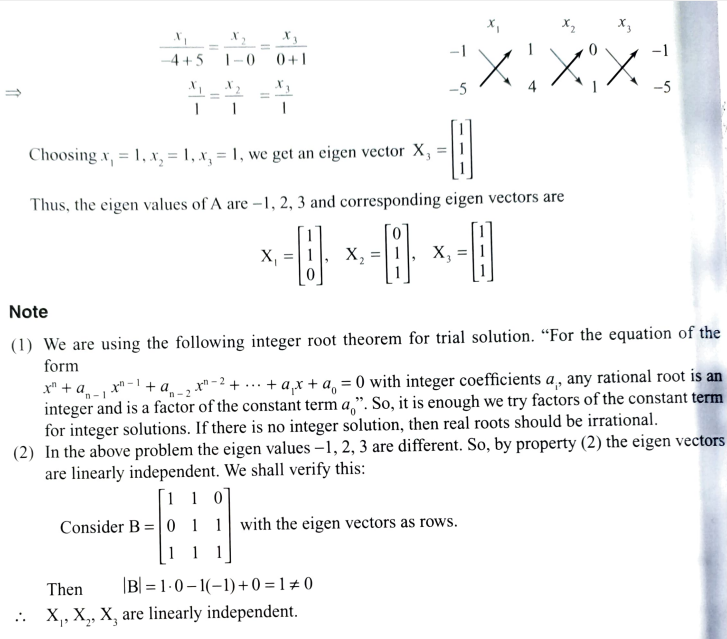 x₁/(−4+5) = x₂/(1−0) = x₃/(0+1)
x₁ x₂ x₃
−1 1 0 −1
−5 4 1 −5
⇒ x₁/1 = x₂/1 = x₃/1
Choosing x₁ = 1, x₂ = 1, x₃ = 1, we get an eigen vector X₃ = [1 1 1]
Thus, the eigen values of A are −1, 2, 3 and corresponding eigen vectors are
X₁ = [1 1 0], X₂ = [0 1 1], X₃ = [1 1 1]
Note
(1) We are using the following integer root theorem for trial solution. “For the equation of the
form
xⁿ + aₙ₋₁ xⁿ⁻¹ + aₙ₋₂ xⁿ⁻² + ⋯ + a₁x + a₀ = 0 with integer coefficients aᵢ, any rational root is an
integer and is a factor of the constant term a₀”. So, it is enough we try factors of the constant term
for integer solutions. If there is no integer solution, then real roots should be irrational.
(2) In the above problem the eigen values −1, 2, 3 are different. So, by property (2) the eigen vectors
are linearly independent. We shall verify this:
Consider B = [1 1 0
0 1 1
1 1 1] with the eigen vectors as rows.
Then |B| = 1·0 − 1(−1) + 0 = 1 ≠ 0
∴ X₁, X₂, X₃ are linearly independent.